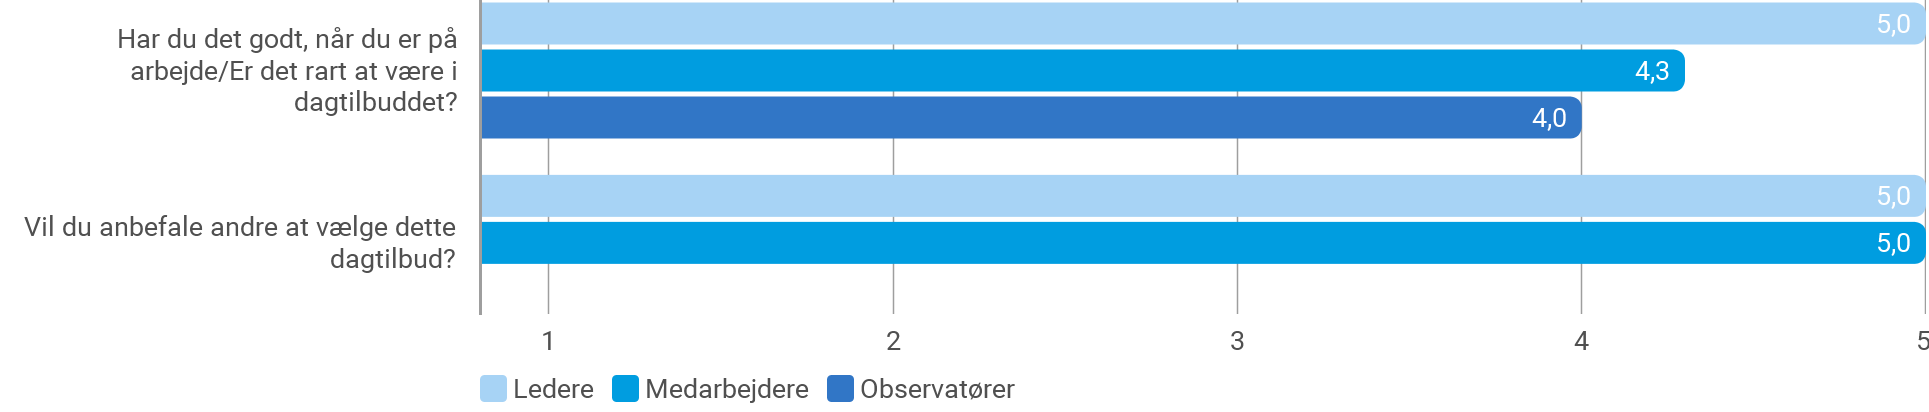 Har du det godt, når du er på
arbejde/Er det rart at være i
dagtilbuddet?
5,0
4,3
4,0
Vil du anbefale andre at vælge dette
dagtilbud?
5,0
5,0
1 2 3 4 5
Ledere Medarbejdere Observatører